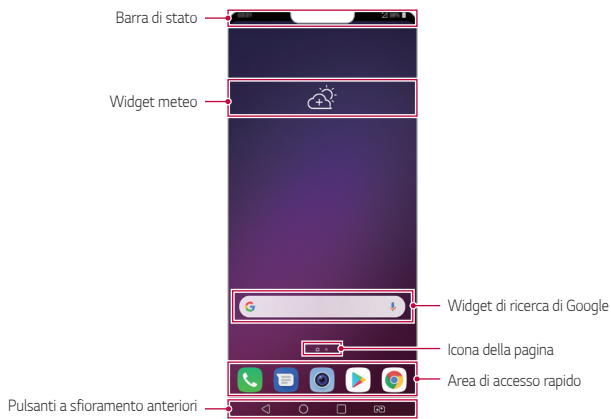 Barra di stato
Widget meteo
Widget di ricerca di Google
Icona della pagina
Area di accesso rapido
Pulsanti a sfioramento anteriori